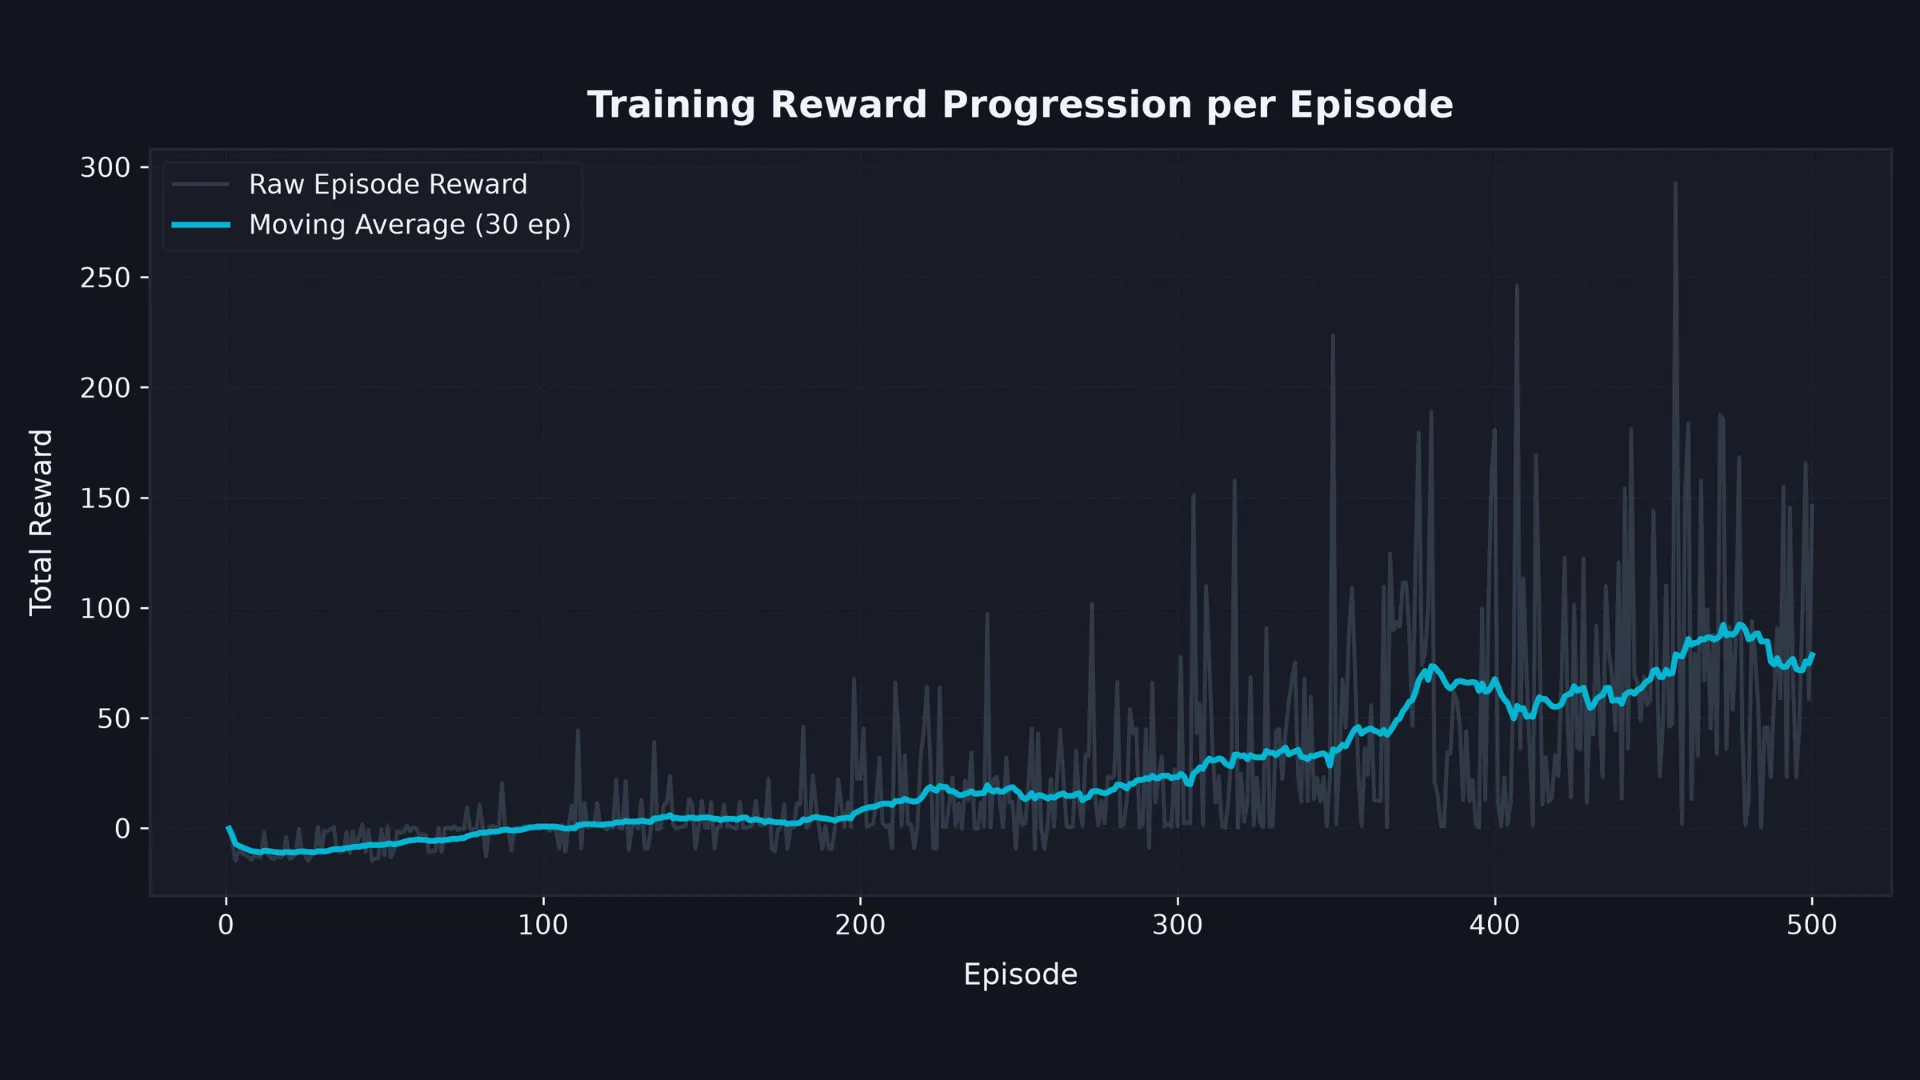 Training Reward Progression per Episode
Raw Episode Reward
Moving Average (30 ep)
300
250
200
150
100
50
0
Total Reward
0 100 200 300 400 500
Episode